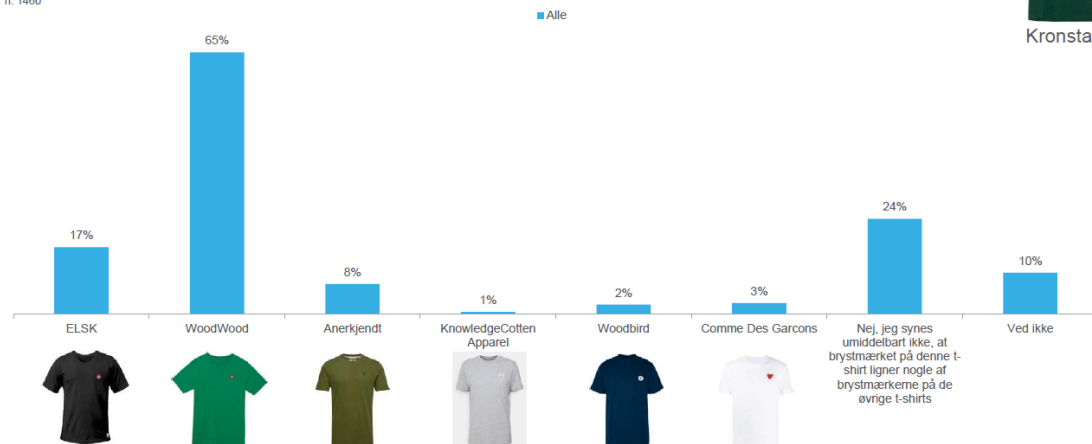 n: 1460
Alle
Kronsta
65%
24%
17%
10%
8%
3%
2%
1%
ELSK
WoodWood
Anerkjendt
KnowledgeCotten
Apparel
Woodbird
Comme Des Garcons
Nej, jeg synes
umiddelbart ikke, at
brystmærket på denne t-
shirt ligner nogle af
brystmærkerne på de
øvrige t-shirts
Ved ikke